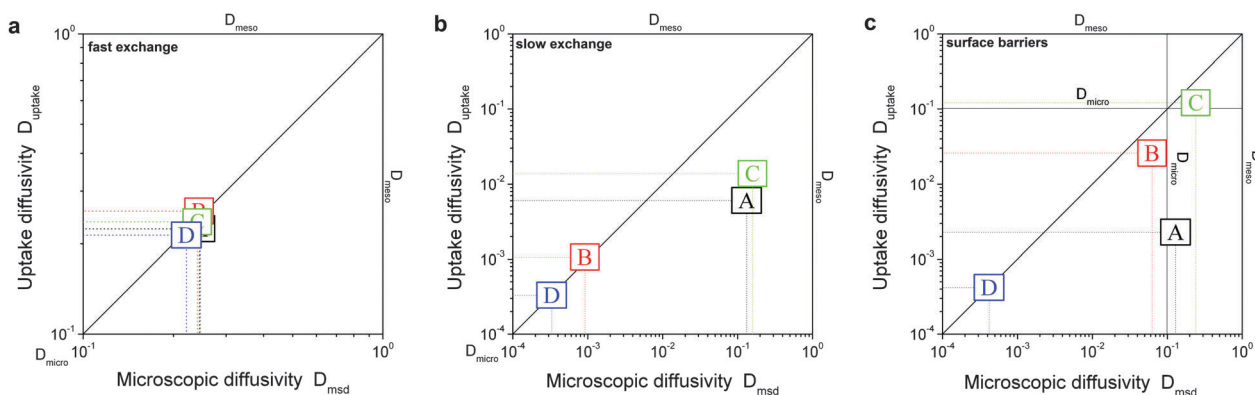 a
D_meso
fast exchange
10^0
Uptake diffusivity D_uptake
10^-1
B
C
D
D_meso
10^-1
10^0
D_micro
Microscopic diffusivity D_msd
b
D_meso
slow exchange
10^0
10^-1
10^-2
10^-3
10^-4
Uptake diffusivity D_uptake
C
A
B
D
D_meso
10^-4
10^-3
10^-2
10^-1
10^0
D_micro
Microscopic diffusivity D_msd
c
D_meso
surface barriers
10^0
10^-1
10^-2
10^-3
10^-4
Uptake diffusivity D_uptake
D_micro
C
B
D_micro
A
D
D_meso
10^-4
10^-3
10^-2
10^-1
10^0
Microscopic diffusivity D_msd